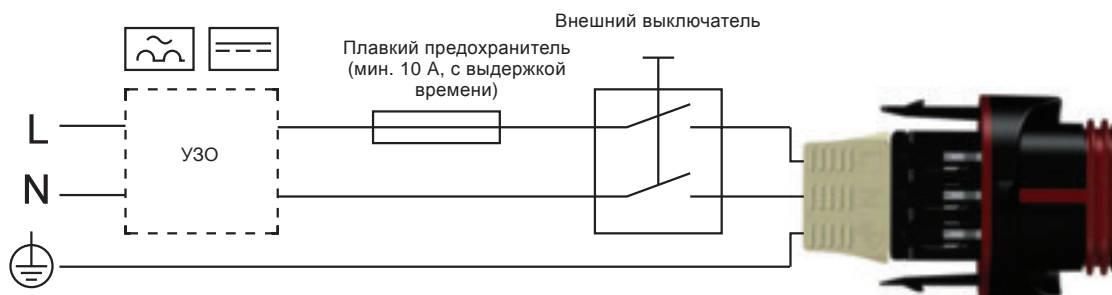 Внешний выключатель
Плавкий предохранитель
(мин. 10 А, с выдержкой
времени)
L
УЗО
N